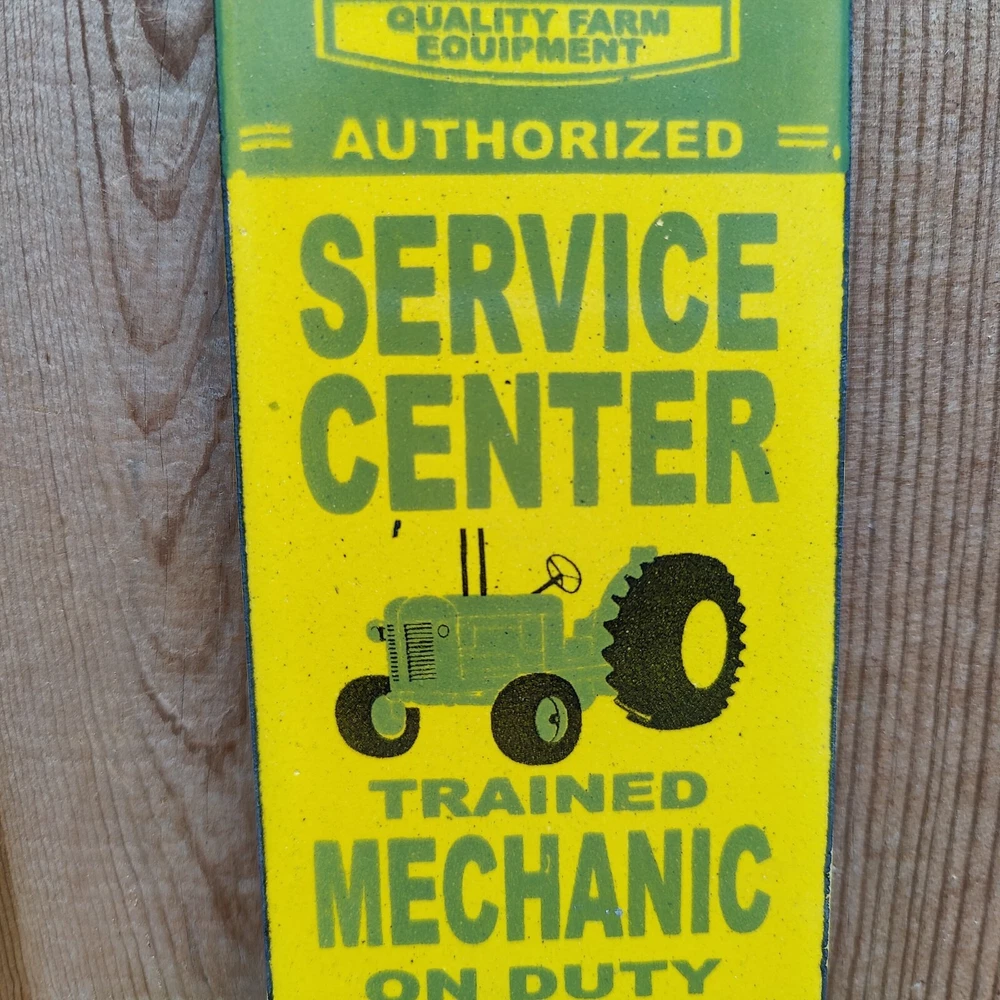 QUALITY FARM
EQUIPMENT
AUTHORIZED
SERVICE
CENTER
TRAINED
MECHANIC
ON DUTY